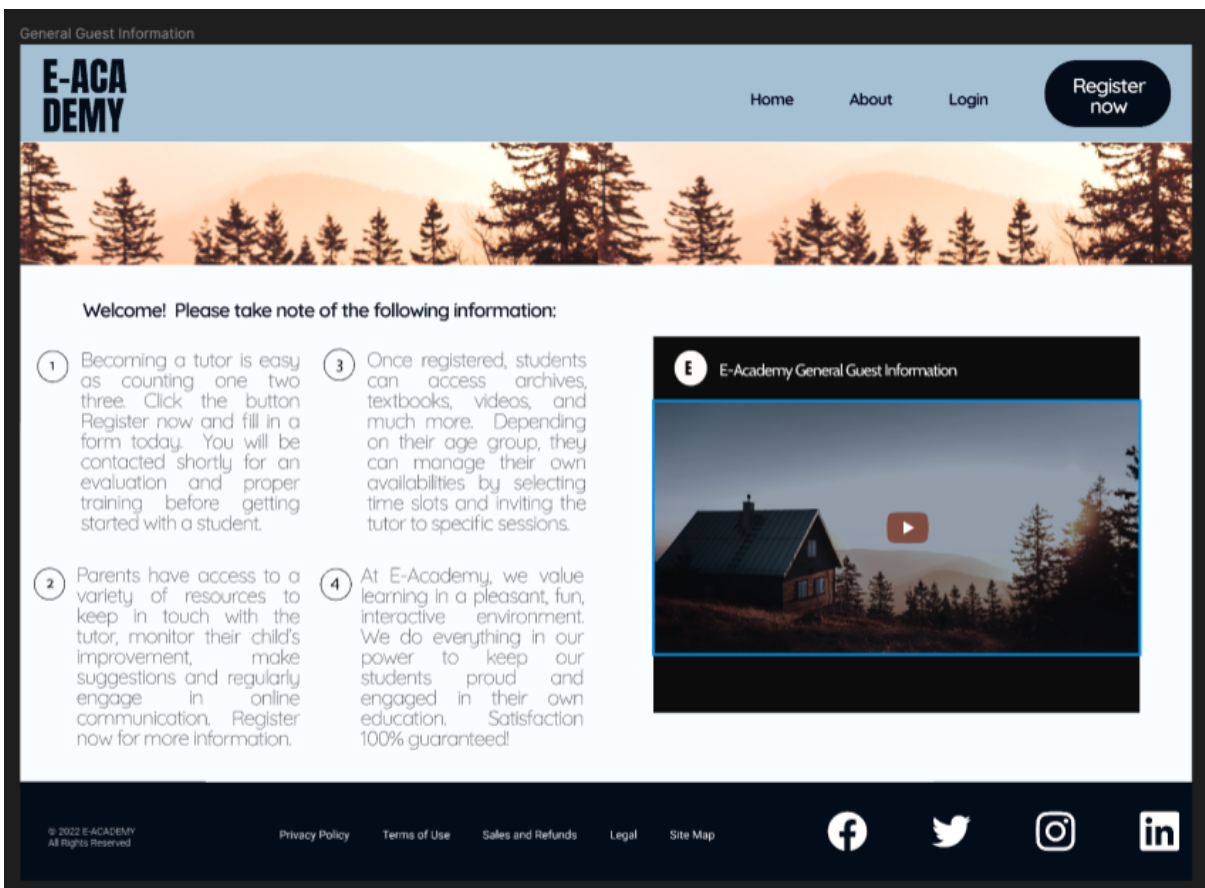 General Guest Information
E-ACA
DEMY
Home
About
Login
Register
now
Welcome! Please take note of the following information:
1
Becoming a tutor is easy
as counting one two
three. Click the button
Register now and fill in a
form today. You will be
contacted shortly for an
evaluation and proper
training before getting
started with a student.
2
Parents have access to a
variety of resources to
keep in touch with the
tutor, monitor their child's
improvement, make
suggestions and regularly
engage in online
communication. Register
now for more information.
3
Once registered, students
can access archives,
textbooks, videos, and
much more. Depending
on their age group, they
can manage their own
availabilities by selecting
time slots and inviting the
tutor to specific sessions.
4
At E-Academy, we value
learning in a pleasant, fun,
interactive environment.
We do everything in our
power to keep our
students proud and
engaged in their own
education. Satisfaction
100% guaranteed!
E
E-Academy General Guest Information
© 2022 E-ACADEMY
All Rights Reserved
Privacy Policy
Terms of Use
Sales and Refunds
Legal
Site Map
in